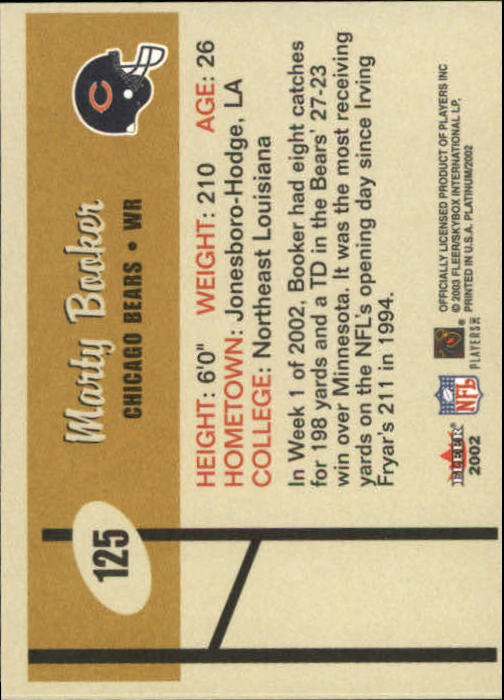 125
Marty Booker
CHICAGO BEARS • WR
HEIGHT: 6'0" WEIGHT: 210 AGE: 26
HOMETOWN: Jonesboro-Hodge, LA
COLLEGE: Northeast Louisiana
In Week 1 of 2002, Booker had eight catches
for 198 yards and a TD in the Bears' 27-23
win over Minnesota. It was the most receiving
yards on the NFL's opening day since Irving
Fryar's 211 in 1994.
FLEER
2002
NFL
PLAYERS INC
OFFICIALLY LICENSED PRODUCT OF PLAYERS INC
© 2003 FLEER/SKYBOX INTERNATIONAL LP.
PRINTED IN U.S.A. PLATINUM/2002